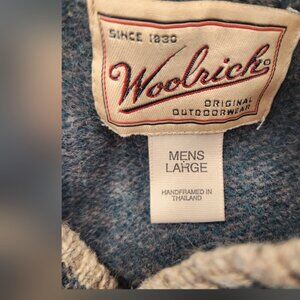 SINCE 1830
Woolrich
ORIGINAL
OUTDOORWEAR
MENS
LARGE
HANDFRAMED IN
THAILAND